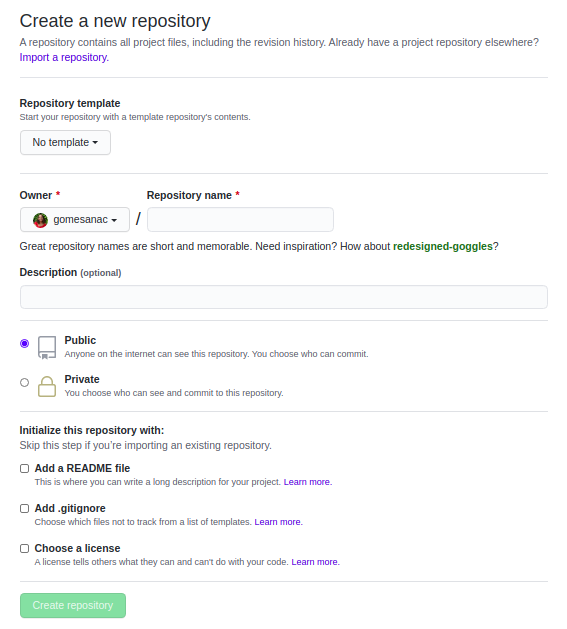 Create a new repository
A repository contains all project files, including the revision history. Already have a project repository elsewhere?
Import a repository.
Repository template
Start your repository with a template repository's contents.
No template
Owner *
Repository name *
gomesanac
/
Great repository names are short and memorable. Need inspiration? How about redesigned-goggles?
Description (optional)
Public
Anyone on the internet can see this repository. You choose who can commit.
Private
You choose who can see and commit to this repository.
Initialize this repository with:
Skip this step if you're importing an existing repository.
Add a README file
This is where you can write a long description for your project. Learn more.
Add .gitignore
Choose which files not to track from a list of templates. Learn more.
Choose a license
A license tells others what they can and can't do with your code. Learn more.
Create repository